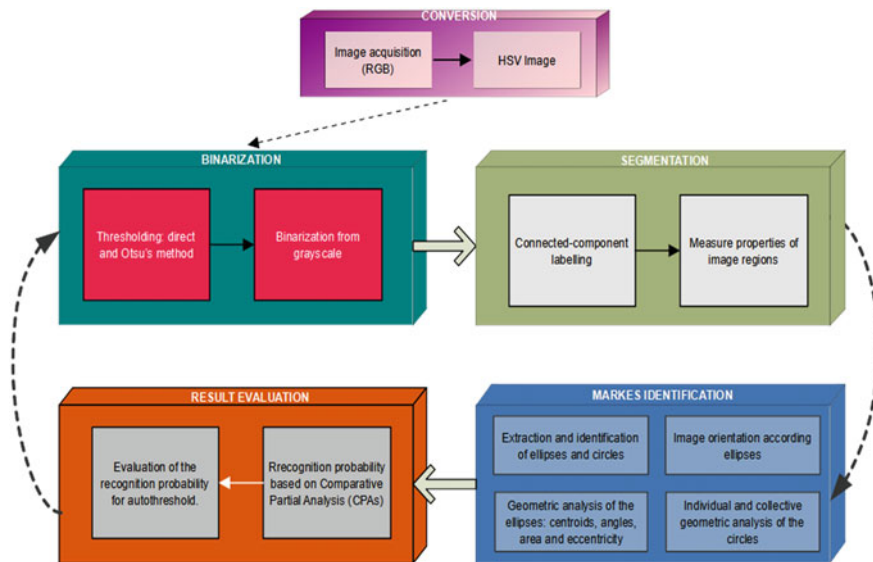 CONVERSION
Image acquisition
(RGB)
HSV Image
BINARIZATION
Thresholding: direct
and Otsu's method
Binarization from
grayscale
SEGMENTATION
Connected-component
labelling
Measure properties of
image regions
RESULT EVALUATION
Evaluation of the
recognition probability
for autothreshold.
Rrecognition probability
based on Comparative
Partial Analysis (CPAs)
MARKES IDENTIFICATION
Extraction and identification
of ellipses and circles
Image orientation according
ellipses
Geometric analysis of the
ellipses: centroids, angles,
area and eccentricity
Individual and collective
geometric analysis of the
circles